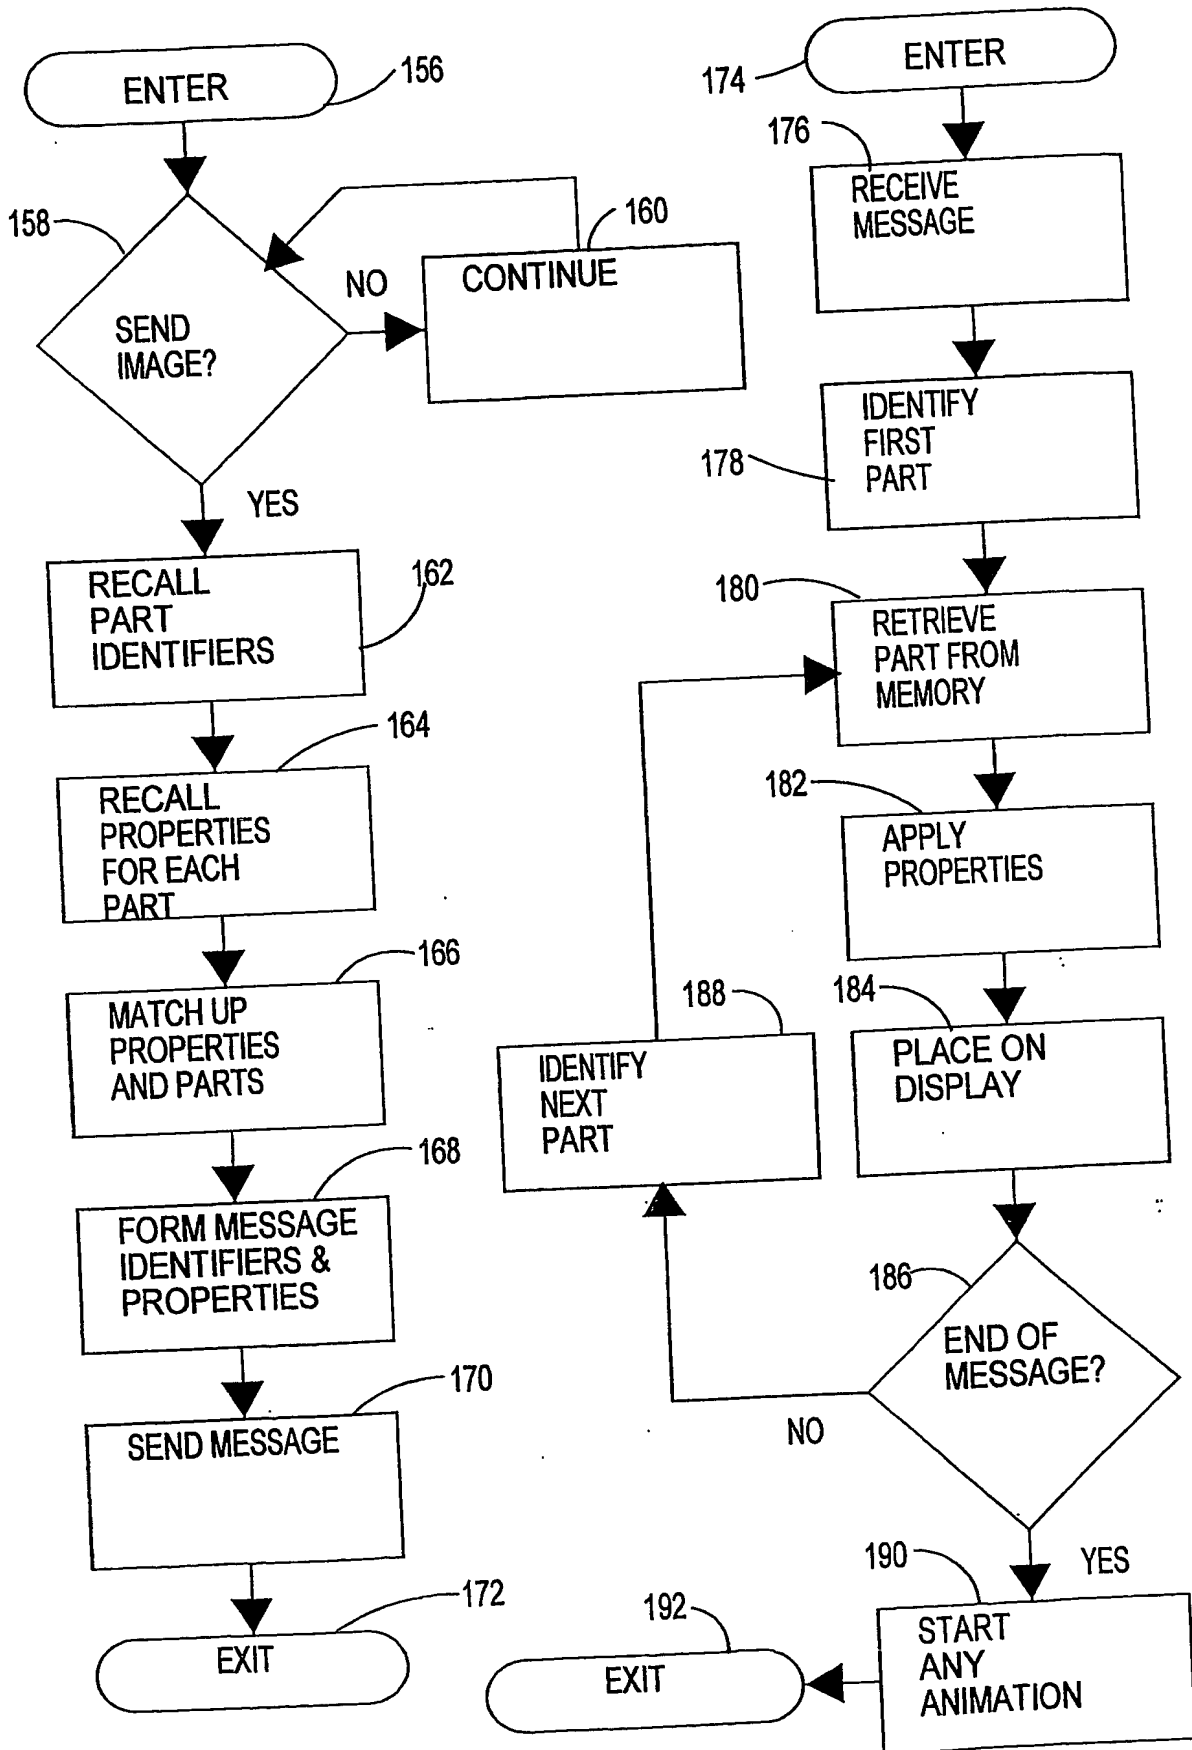 ENTER
156
158
SEND
IMAGE?
NO
160
CONTINUE
YES
RECALL
PART
IDENTIFIERS
162
164
RECALL
PROPERTIES
FOR EACH
PART
166
MATCH UP
PROPERTIES
AND PARTS
168
FORM MESSAGE
IDENTIFIERS &
PROPERTIES
170
SEND MESSAGE
172
EXIT
174
ENTER
176
RECEIVE
MESSAGE
178
IDENTIFY
FIRST
PART
180
RETRIEVE
PART FROM
MEMORY
182
APPLY
PROPERTIES
184
PLACE ON
DISPLAY
186
END OF
MESSAGE?
NO
188
IDENTIFY
NEXT
PART
YES
190
START
ANY
ANIMATION
192
EXIT